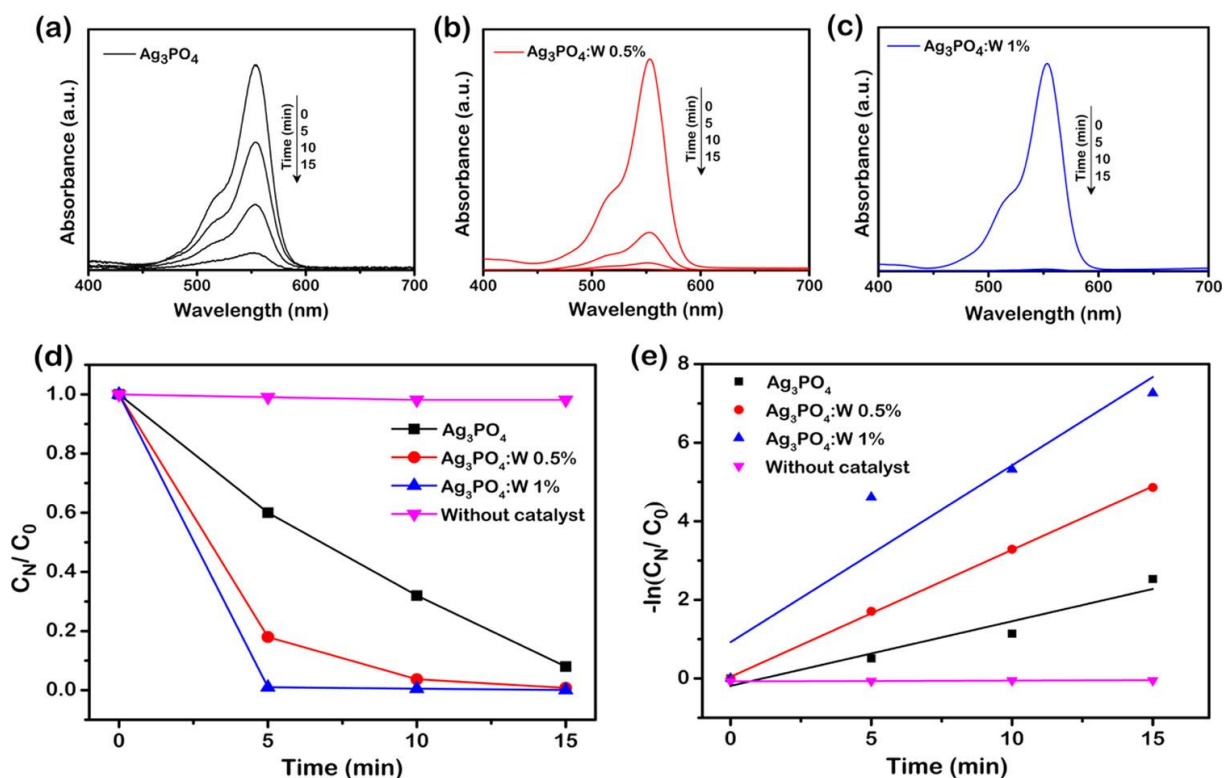 (a)
Ag₃PO₄
Time (min)
0
5
10
15
Absorbance (a.u.)
400 500 600 700
Wavelength (nm)
(b)
Ag₃PO₄:W 0.5%
Time (min)
0
5
10
15
Absorbance (a.u.)
400 500 600 700
Wavelength (nm)
(c)
Ag₃PO₄:W 1%
Time (min)
0
5
10
15
Absorbance (a.u.)
400 500 600 700
Wavelength (nm)
(d)
1.0
0.8
0.6
0.4
0.2
0.0
C_N/ C₀
Ag₃PO₄
Ag₃PO₄:W 0.5%
Ag₃PO₄:W 1%
Without catalyst
0 5 10 15
Time (min)
(e)
8
6
4
2
0
-ln(C_N/ C₀)
Ag₃PO₄
Ag₃PO₄:W 0.5%
Ag₃PO₄:W 1%
Without catalyst
0 5 10 15
Time (min)